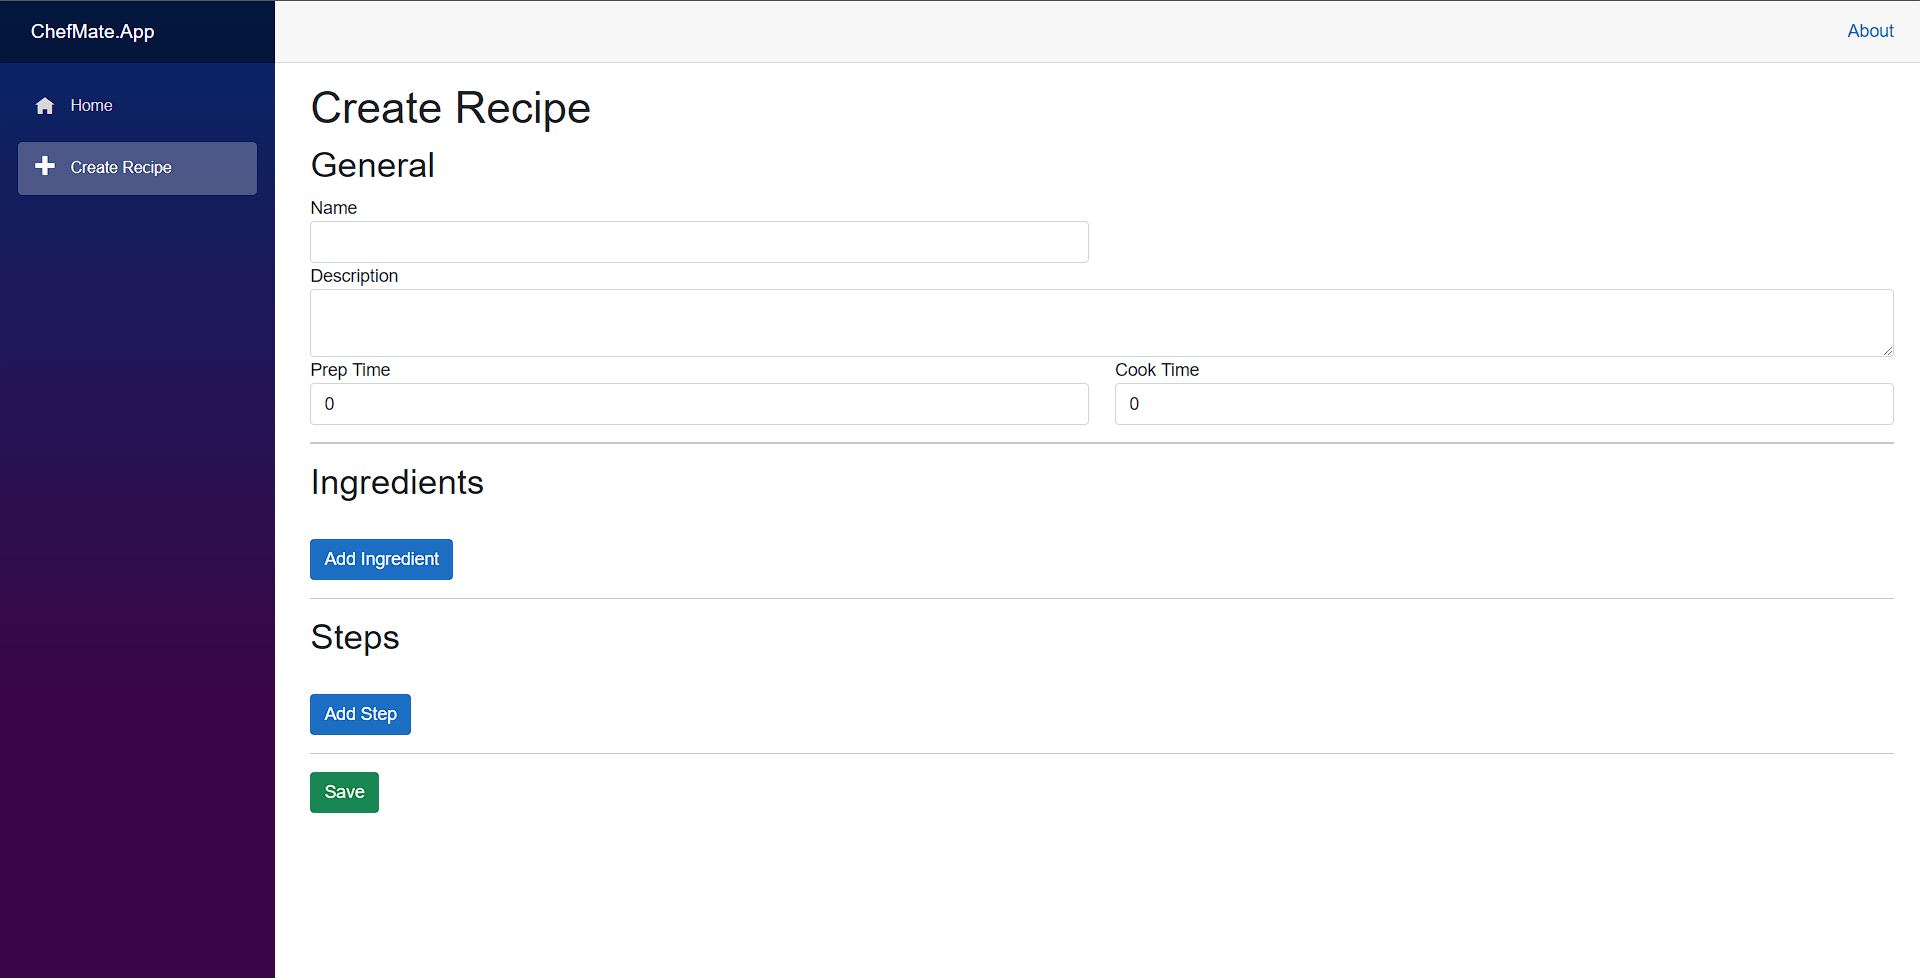 ChefMate.App
About
Home
Create Recipe
Create Recipe
General
Name
Description
Prep Time
Cook Time
0
0
Ingredients
Add Ingredient
Steps
Add Step
Save